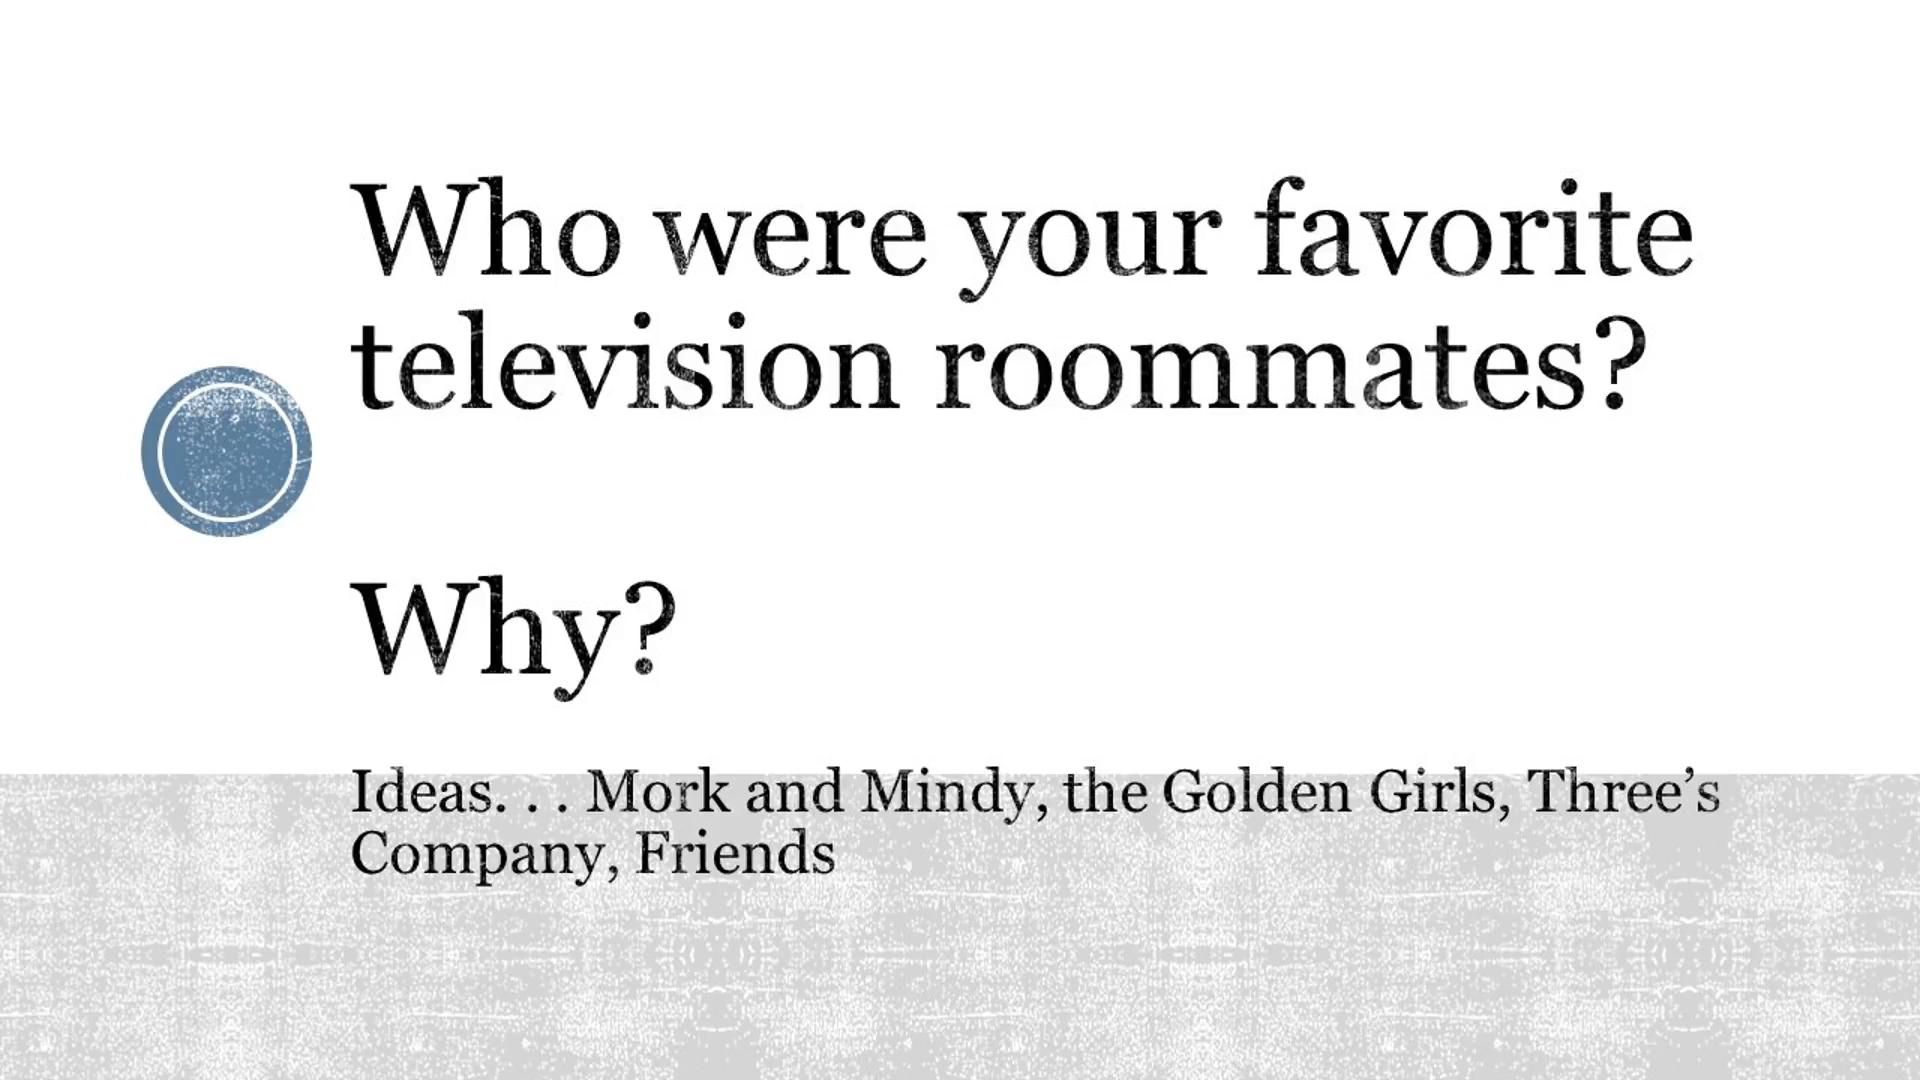 Who were your favorite
television roommates?
Why?
Ideas. . . Mork and Mindy, the Golden Girls, Three’s
Company, Friends